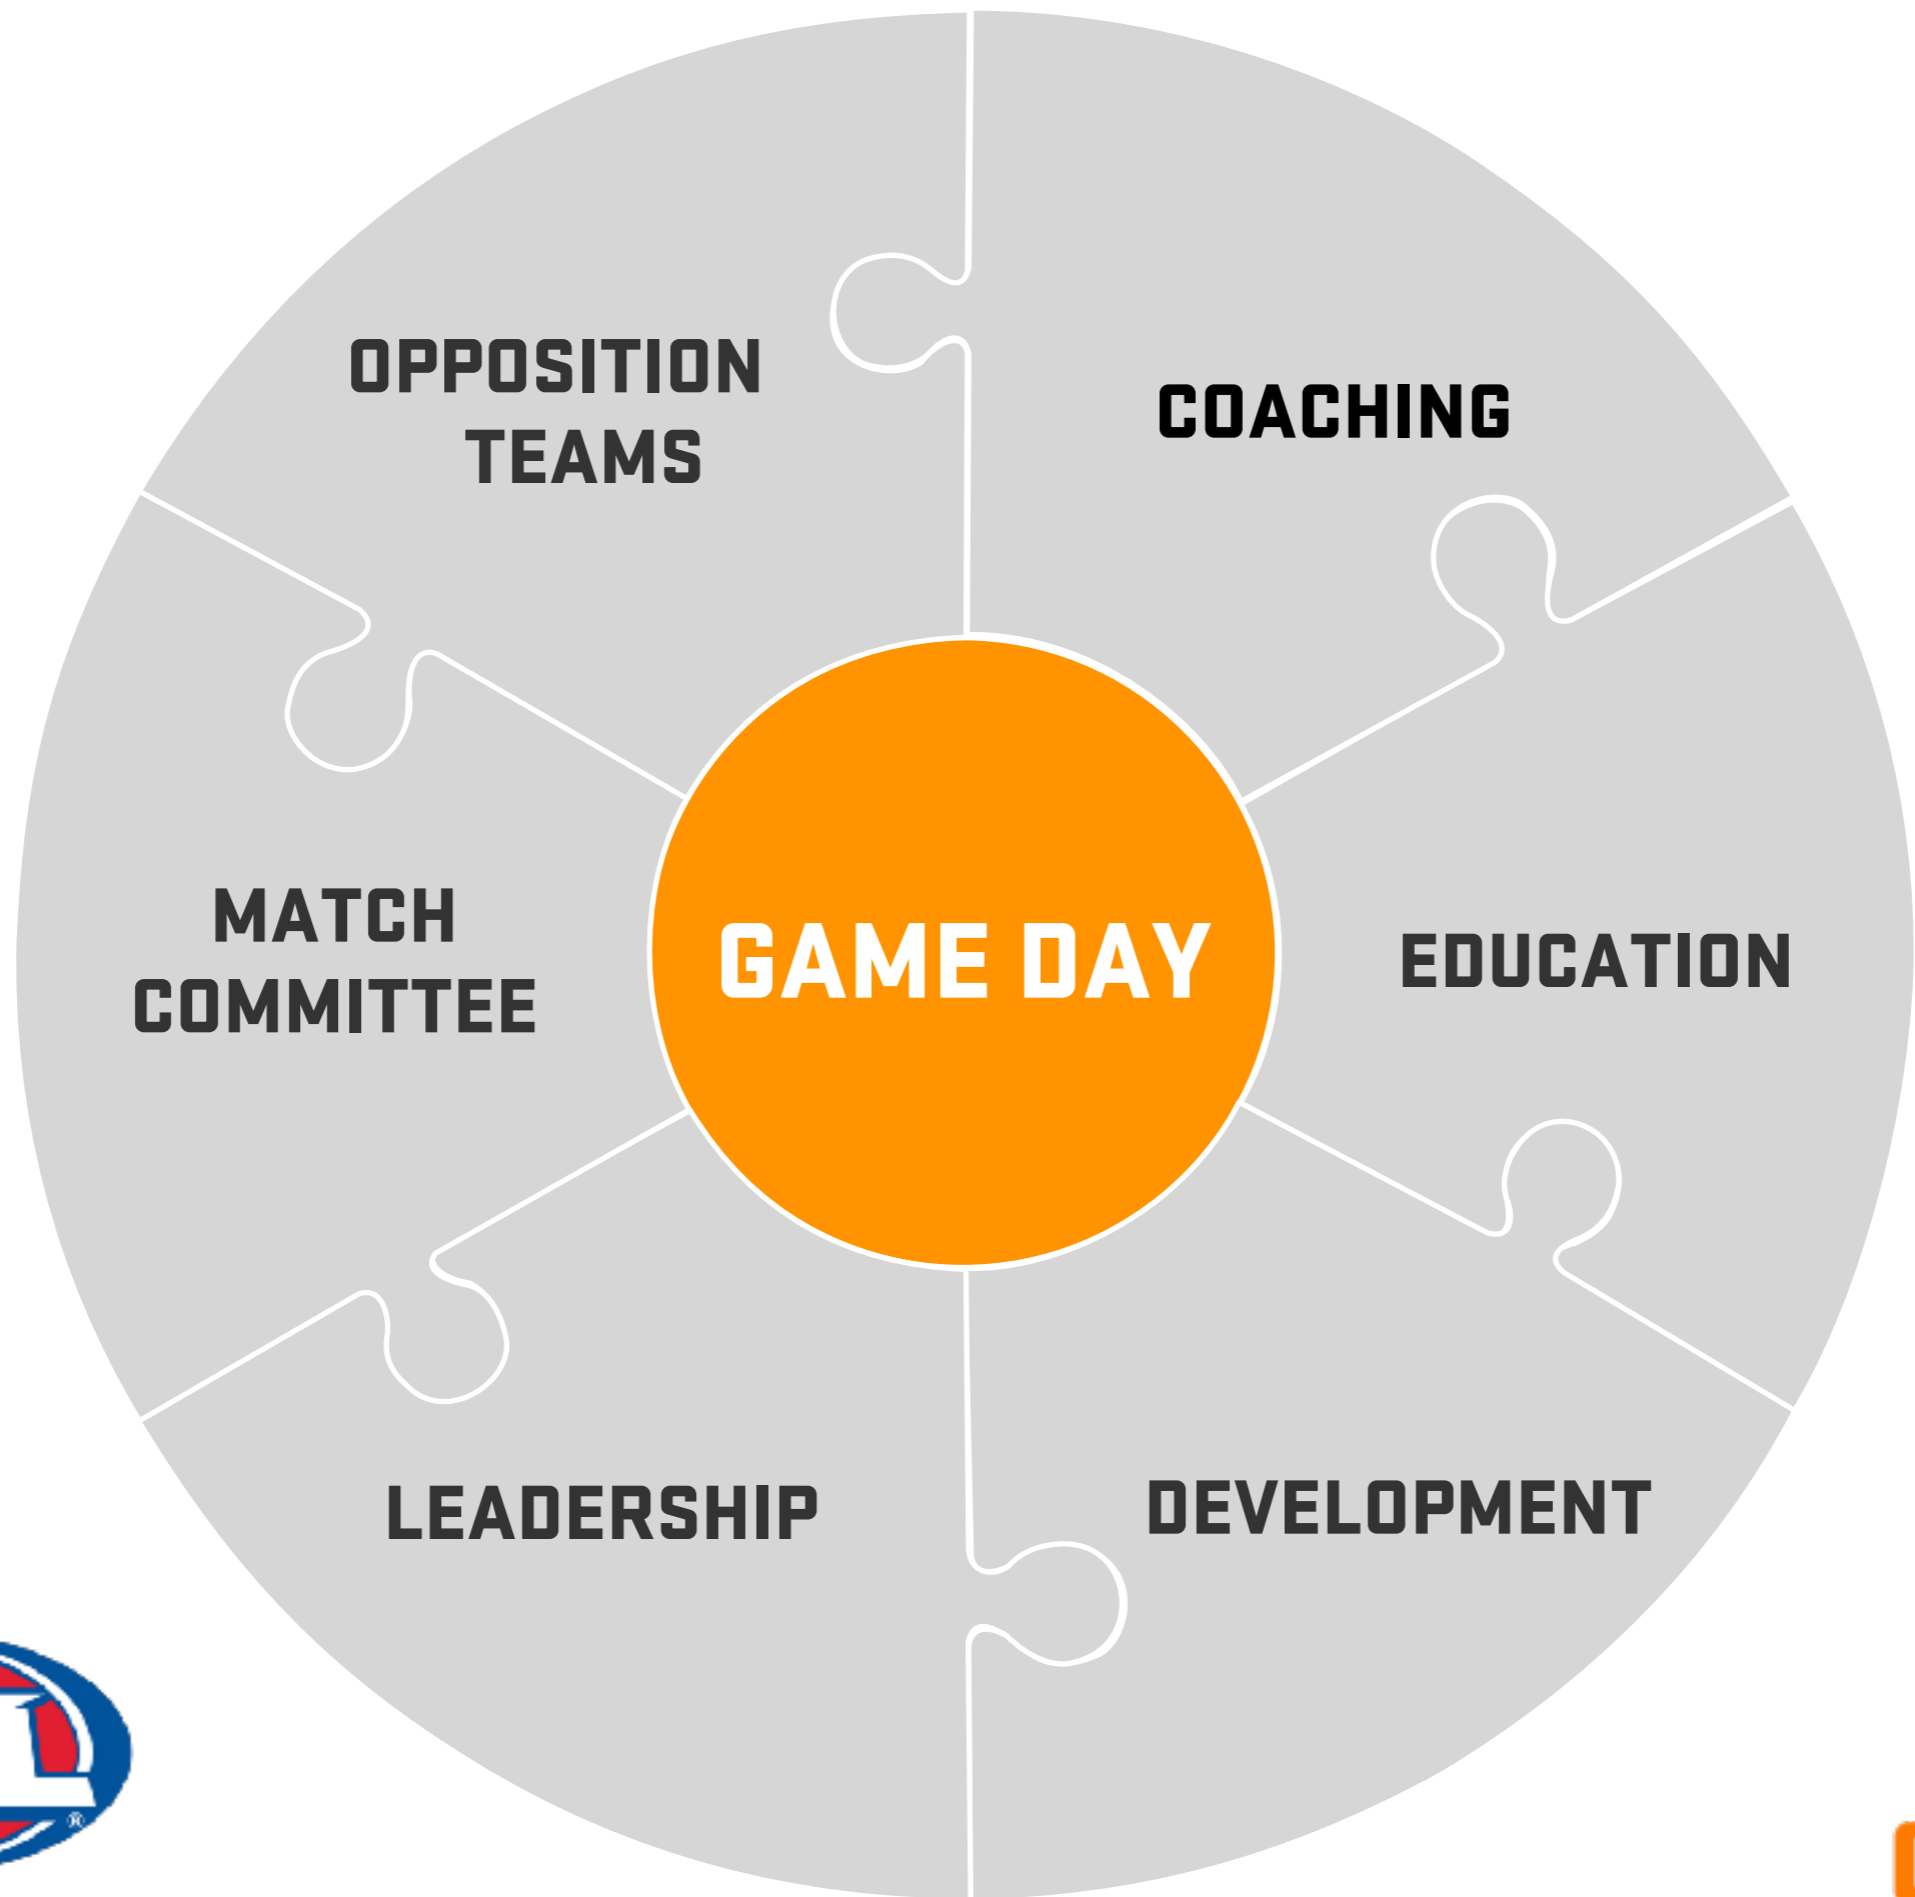 OPPOSITION
TEAMS
COACHING
MATCH
COMMITTEE
GAME DAY
EDUCATION
LEADERSHIP
DEVELOPMENT
®